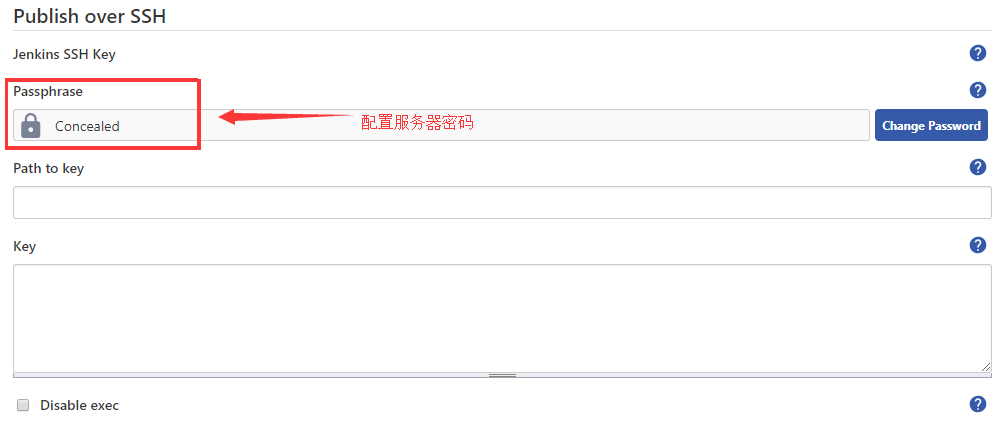 Publish over SSH
Jenkins SSH Key
Passphrase
Concealed
配置服务器密码
Change Password
Path to key
Key
Disable exec